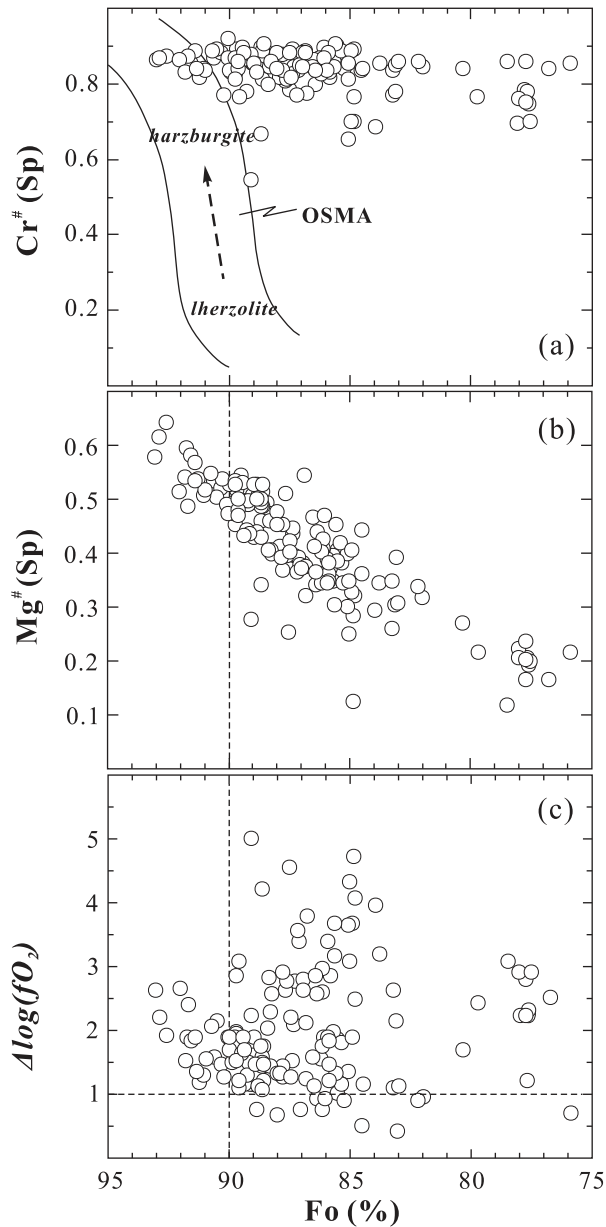 (a)
0.8
0.6
0.4
0.2
Cr# (Sp)
harzburgite
OSMA
lherzolite
(b)
0.6
0.5
0.4
0.3
0.2
0.1
Mg# (Sp)
(c)
5
4
3
2
1
Δlog(fO₂)
95 90 85 80 75
Fo (%)